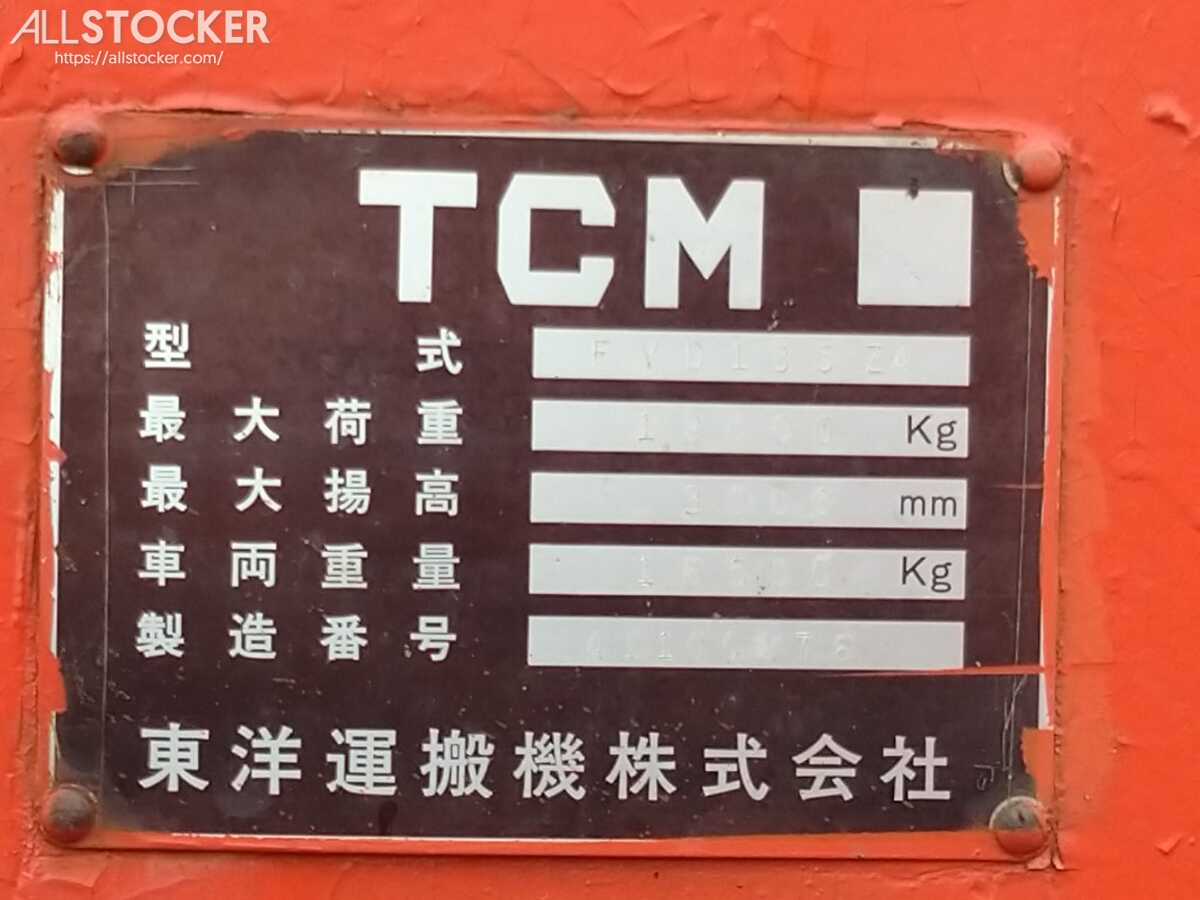 ALLSTOCKER
https://allstocker.com/
TCM
型式
最大荷重 Kg
最大揚高 mm
車両重量 Kg
製造番号
東洋運搬機株式会社